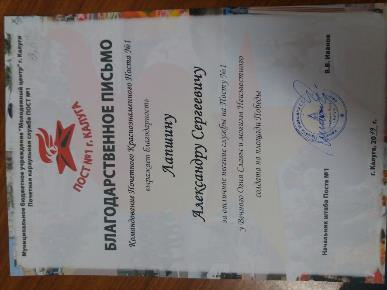 Муниципальное бюджетное учреждение "Молодежный центр" г. Калуги
Почетная караульная служба ПОСТ №1
ПОСТ №1 г. КАЛУГА
БЛАГОДАРСТВЕННОЕ ПИСЬМО
Командование Почетного Краснознаменного Поста №1
выражает благодарность
Лапшину
Александру Сергеевичу
за отличное несение службы на Посту №1
у Вечного Огня Славы и могилы Неизвестного
солдата на площади Победы
Начальник штаба Поста №1
В.В. Иванов
г. Калуга, 20